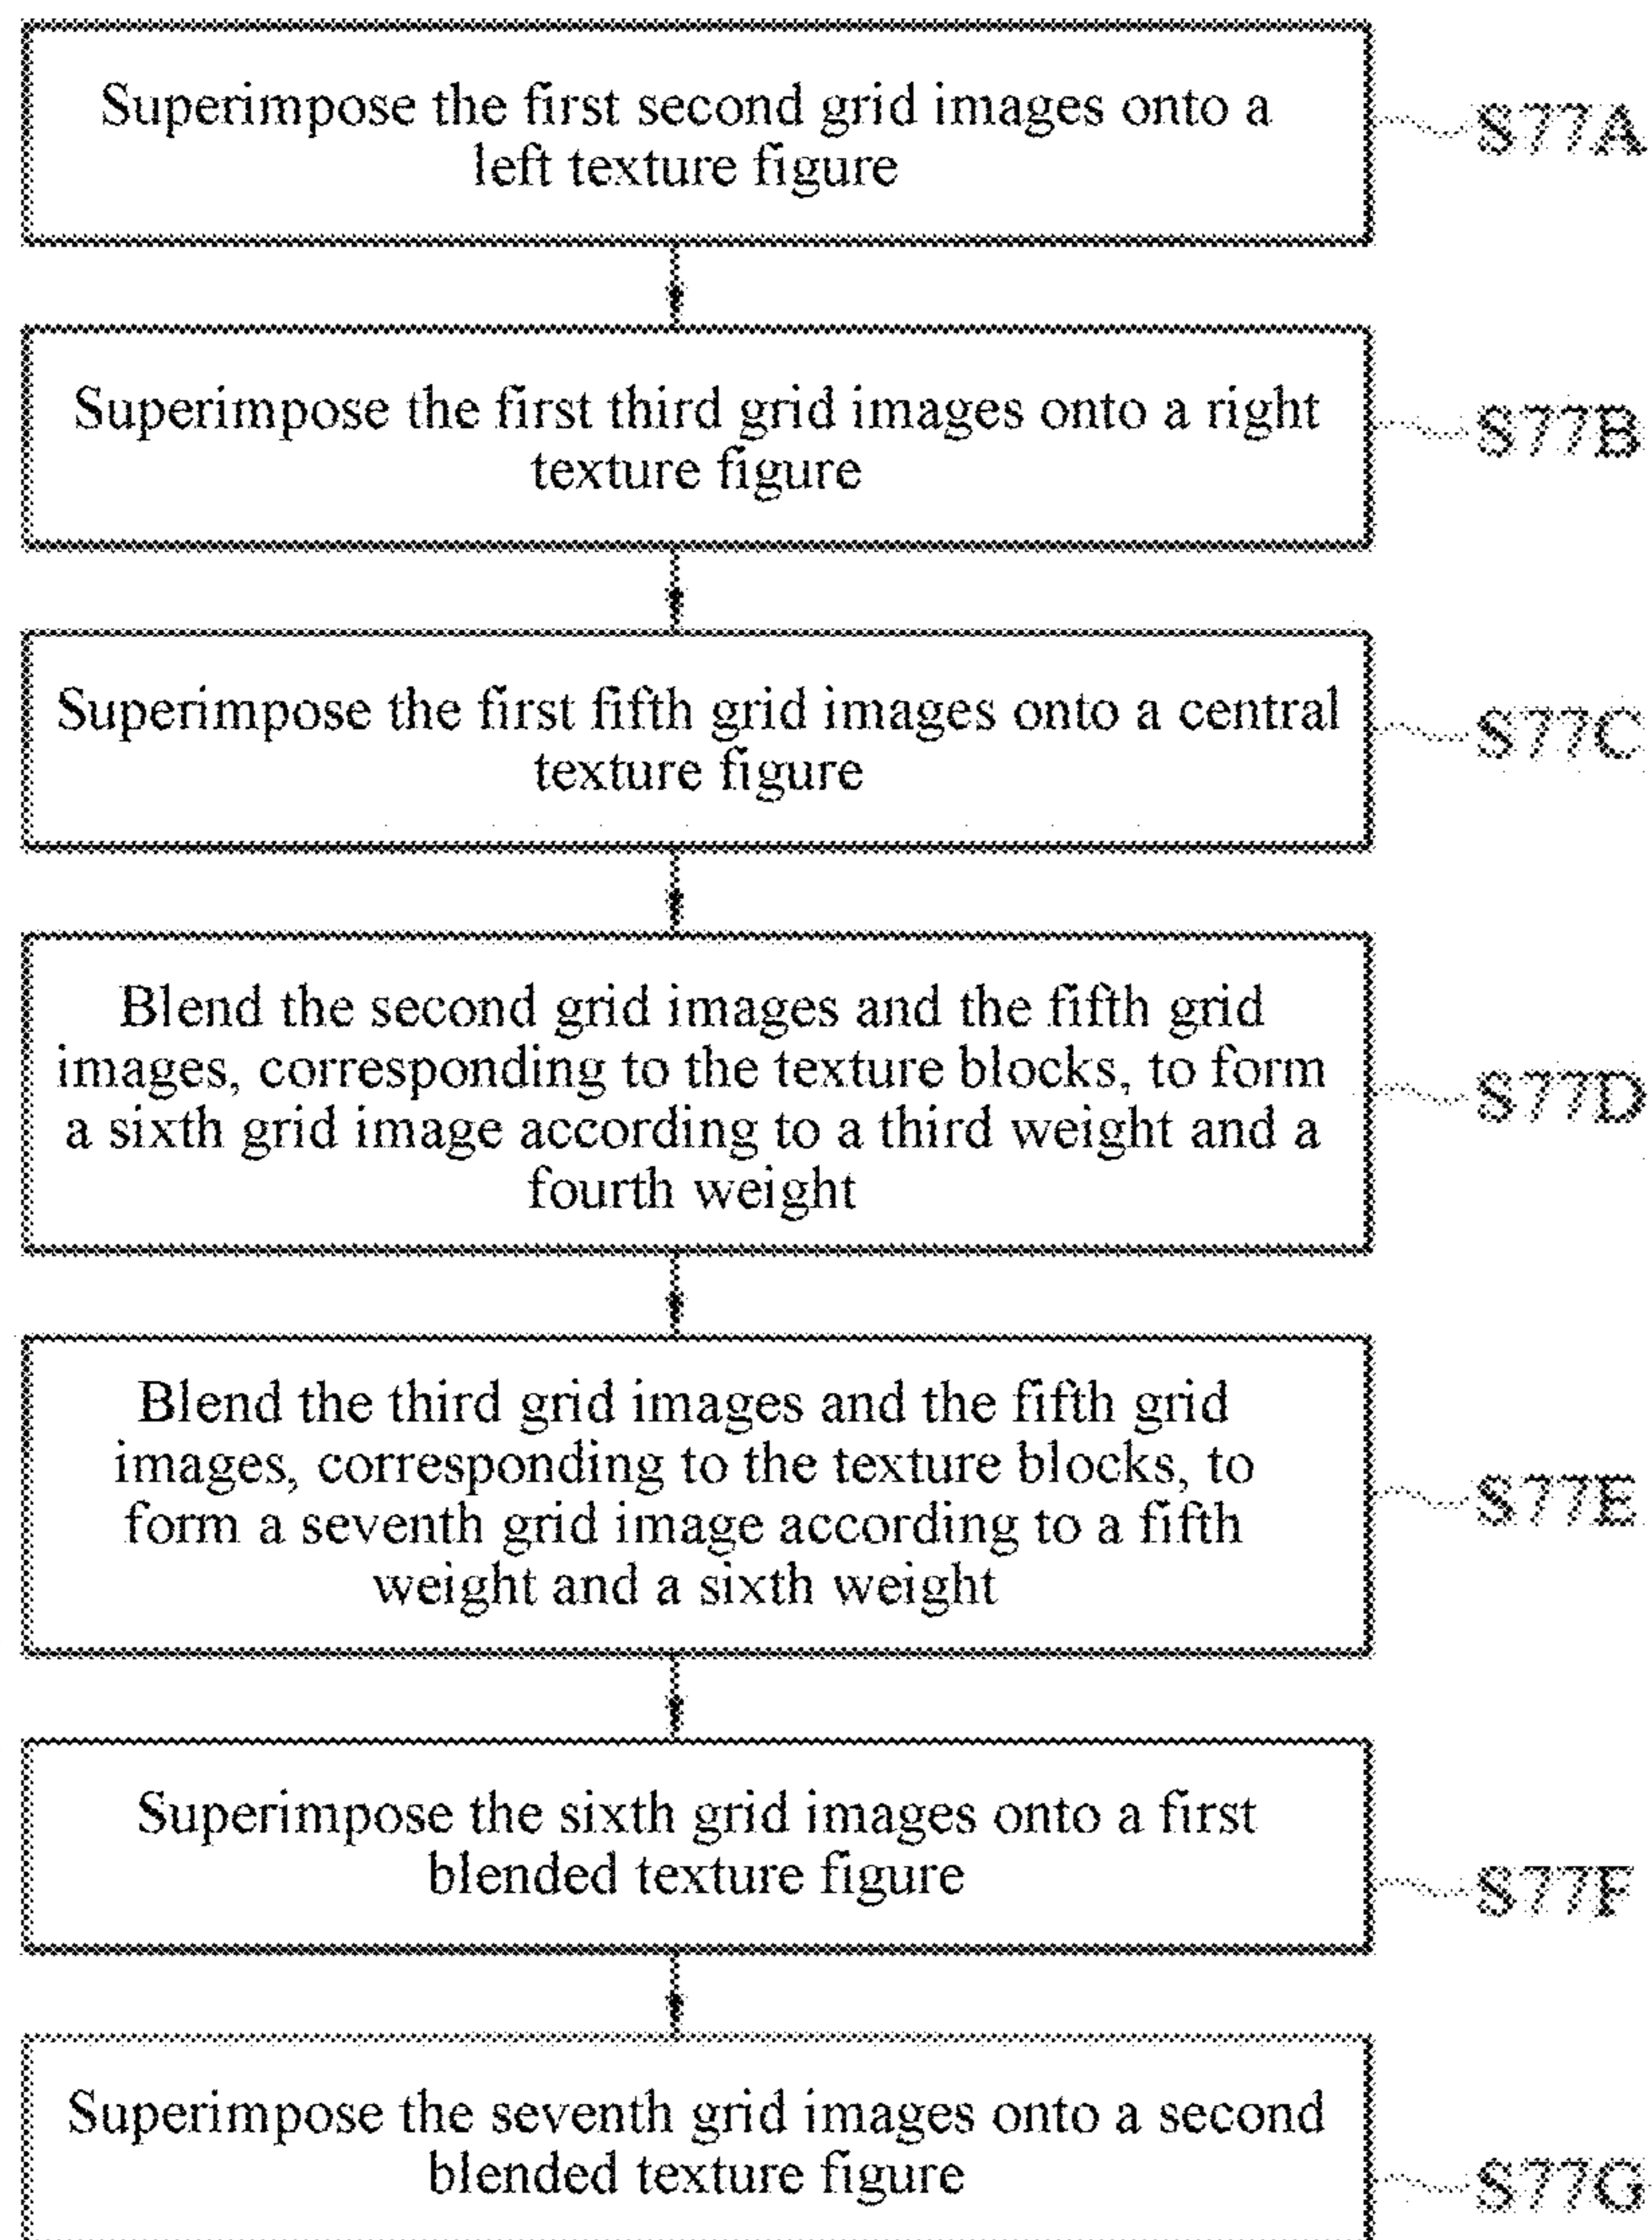 Superimpose the first second grid images onto a
left texture figure
S77A
Superimpose the first third grid images onto a right
texture figure
S77B
Superimpose the first fifth grid images onto a central
texture figure
S77C
Blend the second grid images and the fifth grid
images, corresponding to the texture blocks, to form
a sixth grid image according to a third weight and a
fourth weight
S77D
Blend the third grid images and the fifth grid
images, corresponding to the texture blocks, to
form a seventh grid image according to a fifth
weight and a sixth weight
S77E
Superimpose the sixth grid images onto a first
blended texture figure
S77F
Superimpose the seventh grid images onto a second
blended texture figure
S77G